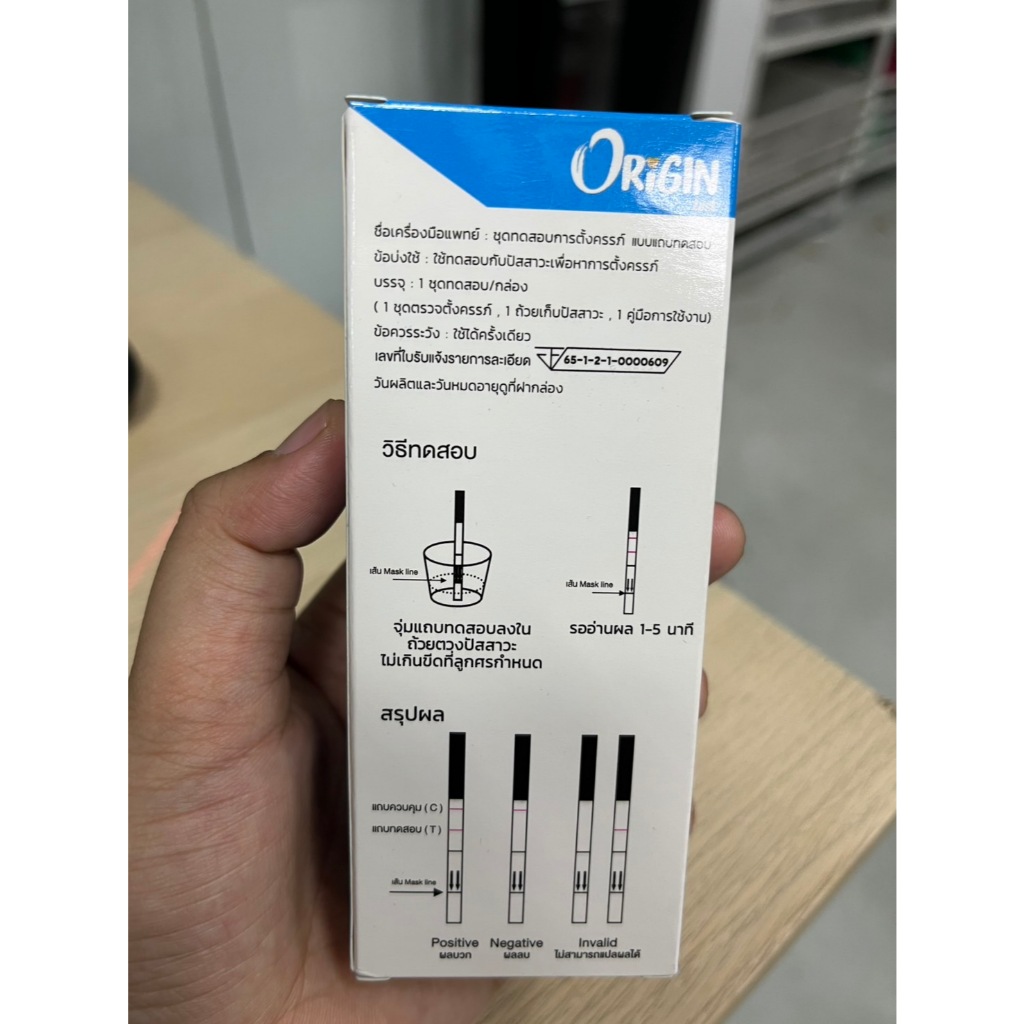 ORiGIN
ชื่อเครื่องมือแพทย์ : ชุดทดสอบการตั้งครรภ์ แบบแถบทดสอบ
ข้อบ่งใช้ : ใช้ทดสอบกับปัสสาวะเพื่อหาการตั้งครรภ์
บรรจุ : 1 ชุดทดสอบ/กล่อง
( 1 ชุดตรวจตั้งครรภ์ , 1 ถ้วยเก็บปัสสาวะ , 1 คู่มือการใช้งาน)
ข้อควรระวัง : ใช้ได้ครั้งเดียว
เลขที่ใบรับแจ้งรายการละเอียด 65-1-2-1-0000609
วันผลิตและวันหมดอายุดูที่ฝากล่อง
วิธีทดสอบ
เส้น Mask line
จุ่มแถบทดสอบลงใน
ถ้วยตวงปัสสาวะ
ไม่เกินขีดที่ลูกศรกำหนด
เส้น Mask line
รออ่านผล 1-5 นาที
สรุปผล
แถบควบคุม ( C )
แถบทดสอบ ( T )
เส้น Mask line
Positive Negative Invalid
ผลบวก ผลลบ ไม่สามารถแปลผลได้